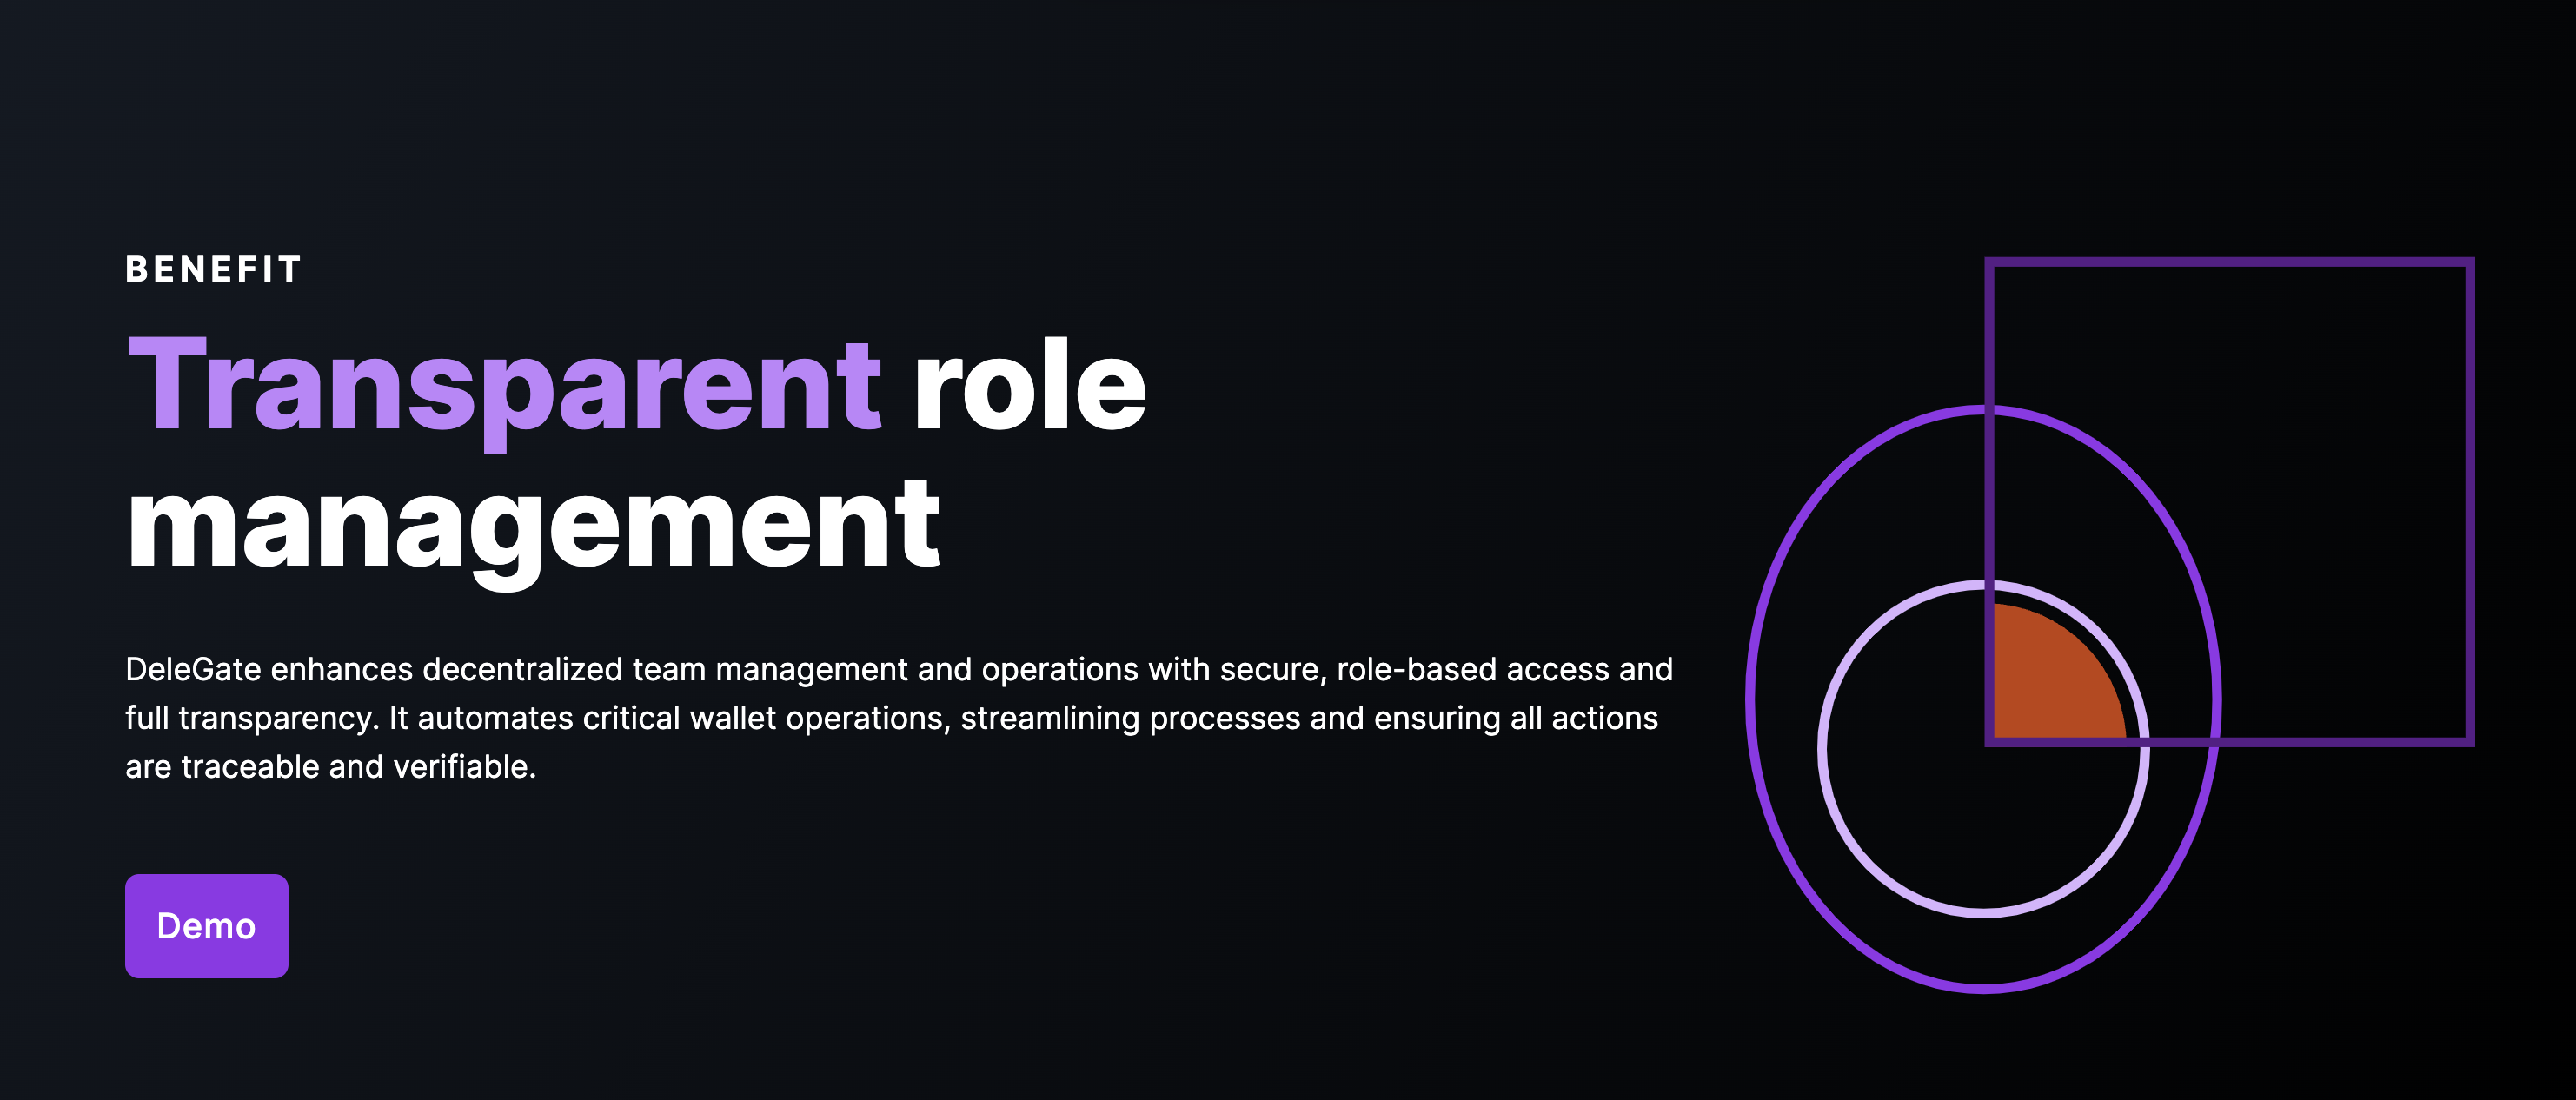 BENEFIT
Transparent role
management
DeleGate enhances decentralized team management and operations with secure, role-based access and
full transparency. It automates critical wallet operations, streamlining processes and ensuring all actions
are traceable and verifiable.
Demo